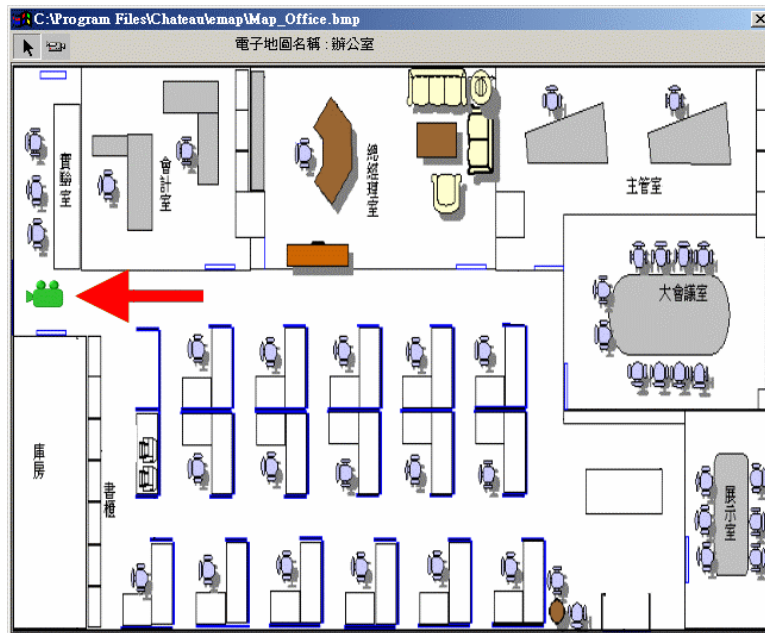 C:\Program Files\Chateau\emap\Map_Office.bmp
電子地圖名稱 : 辦公室
實驗室
會計室
總經理室
主管室
大會議室
庫房
書櫃
展示室